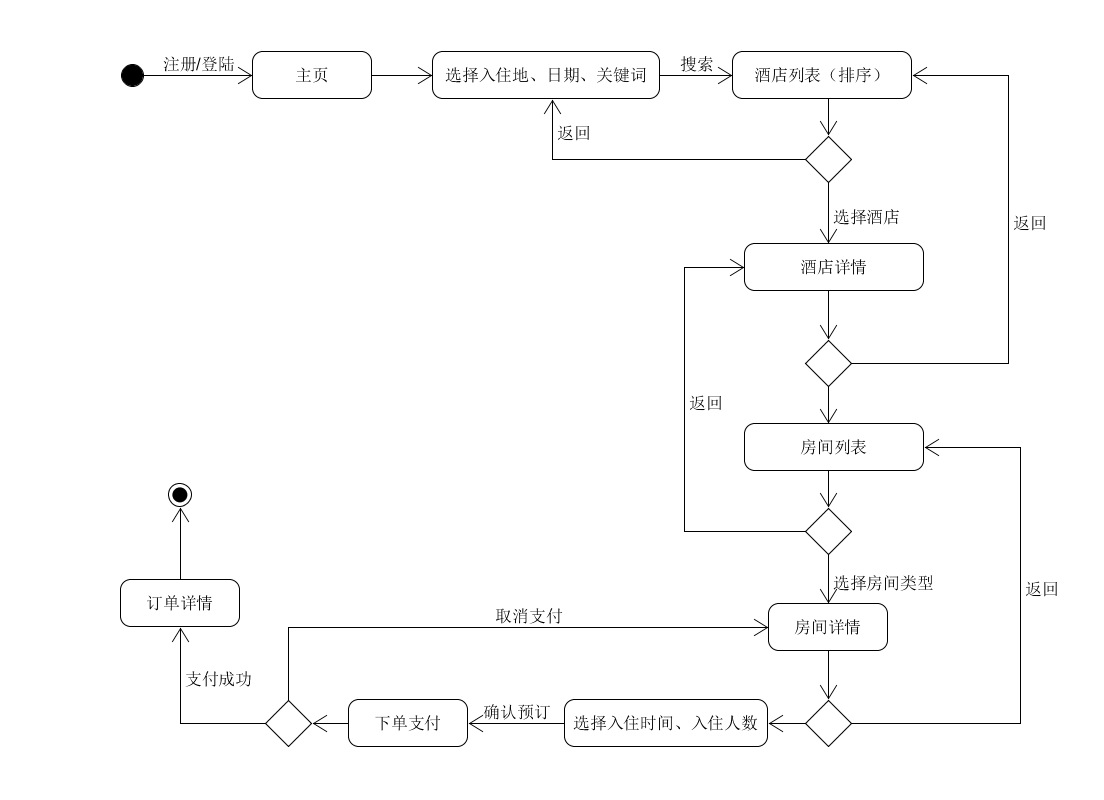 注册/登陆
主页
选择入住地、日期、关键词
搜索
酒店列表（排序）
返回
选择酒店
返回
酒店详情
返回
房间列表
选择房间类型
返回
订单详情
取消支付
房间详情
支付成功
下单支付
确认预订
选择入住时间、入住人数